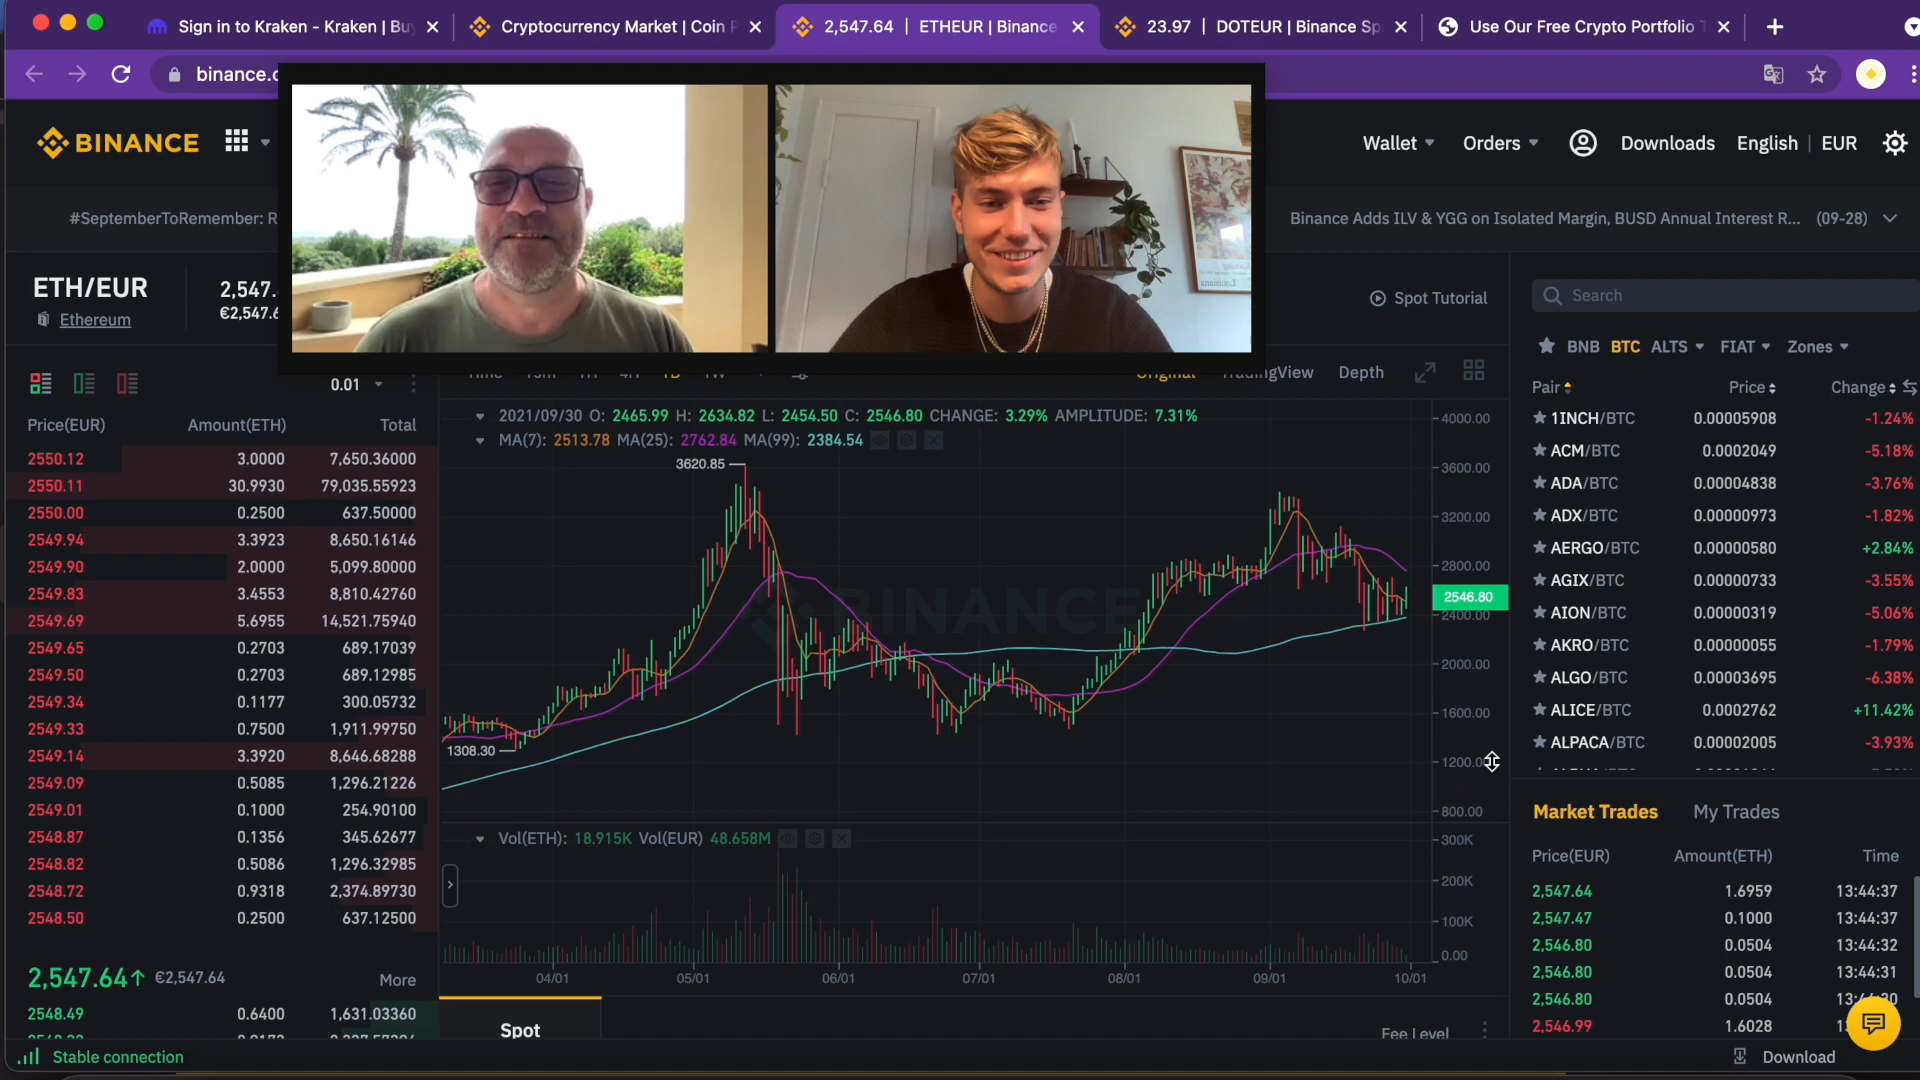 Sign in to Kraken - Kraken | Bu
Cryptocurrency Market | Coin P
2,547.64 | ETHEUR | Binance
23.97 | DOTEUR | Binance Sp
Use Our Free Crypto Portfolio T
binance.c
BINANCE
Wallet
Orders
Downloads
English
EUR
#SeptemberToRemember: R
Binance Adds ILV & YGG on Isolated Margin, BUSD Annual Interest R... (09-28)
ETH/EUR
Ethereum
2,547.
€2,547.6
Spot Tutorial
Search
BNB BTC ALTS FIAT Zones
0.01
Original
Depth
Price(EUR) Amount(ETH) Total
2550.12 3.0000 7,650.36000
2550.11 30.9930 79,035.55923
2550.00 0.2500 637.50000
2549.94 3.3923 8,650.16146
2549.90 2.0000 5,099.80000
2549.83 3.4553 8,810.42760
2549.69 5.6955 14,521.75940
2549.65 0.2703 689.17039
2549.50 0.2703 689.12985
2549.34 0.1177 300.05732
2549.33 0.7500 1,911.99750
2549.14 3.3920 8,646.68288
2549.09 0.5085 1,296.21226
2549.01 0.1000 254.90100
2548.87 0.1356 345.62677
2548.82 0.5086 1,296.32985
2548.72 0.9318 2,374.89730
2548.50 0.2500 637.12500
2,547.64↑ €2,547.64 More
2548.49 0.6400 1,631.03360
2021/09/30 O: 2465.99 H: 2634.82 L: 2454.50 C: 2546.80 CHANGE: 3.29% AMPLITUDE: 7.31%
MA(7): 2513.78 MA(25): 2762.84 MA(99): 2384.54
3620.85
1308.30
BINANCE
4000.00
3600.00
3200.00
2800.00
2546.80
2400.00
2000.00
1600.00
1200.00
800.00
Vol(ETH): 18.915K Vol(EUR) 48.658M
300K
200K
100K
0.00
04/01 05/01 06/01 07/01 08/01 09/01 10/01
Spot
Fee Level
Pair Price Change
1INCH/BTC 0.00005908 -1.24%
ACM/BTC 0.0002049 -5.18%
ADA/BTC 0.00004838 -3.76%
ADX/BTC 0.00000973 -1.82%
AERGO/BTC 0.00000580 +2.84%
AGIX/BTC 0.00000733 -3.55%
AION/BTC 0.00000319 -5.06%
AKRO/BTC 0.00000055 -1.79%
ALGO/BTC 0.00003695 -6.38%
ALICE/BTC 0.0002762 +11.42%
ALPACA/BTC 0.00002005 -3.93%
Market Trades My Trades
Price(EUR) Amount(ETH) Time
2,547.64 1.6959 13:44:37
2,547.47 0.1000 13:44:37
2,546.80 0.0504 13:44:32
2,546.80 0.0504 13:44:31
2,546.80 0.0504
2,546.99 1.6028
Stable connection
Download